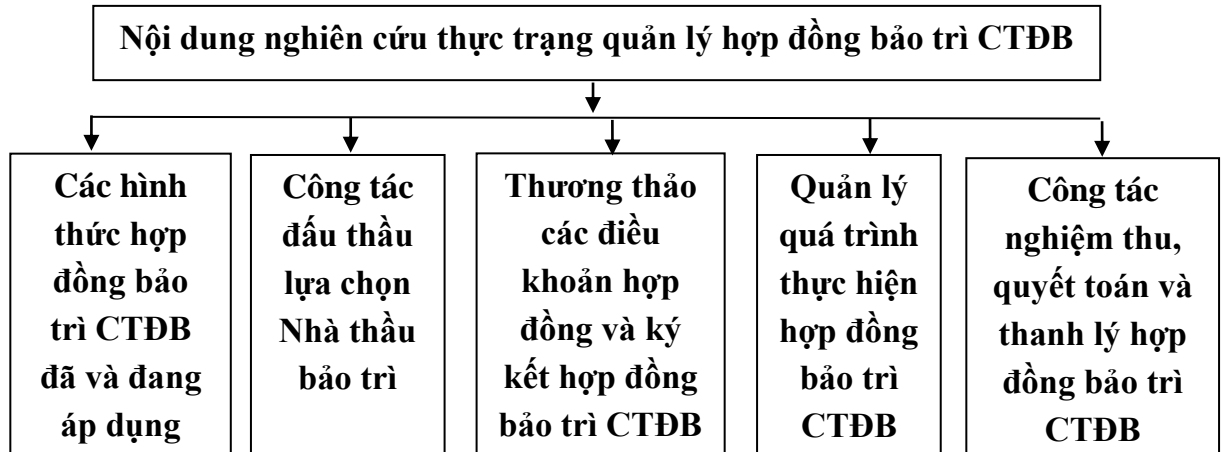 Nội dung nghiên cứu thực trạng quản lý hợp đồng bảo trì CTĐB
Các hình
thức hợp
đồng bảo
trì CTĐB
đã và đang
áp dụng
Công tác
đấu thầu
lựa chọn
Nhà thầu
bảo trì
Thương thảo
các điều
khoản hợp
đồng và ký
kết hợp đồng
bảo trì CTĐB
Quản lý
quá trình
thực hiện
hợp đồng
bảo trì
CTĐB
Công tác
nghiệm thu,
quyết toán và
thanh lý hợp
đồng bảo trì
CTĐB